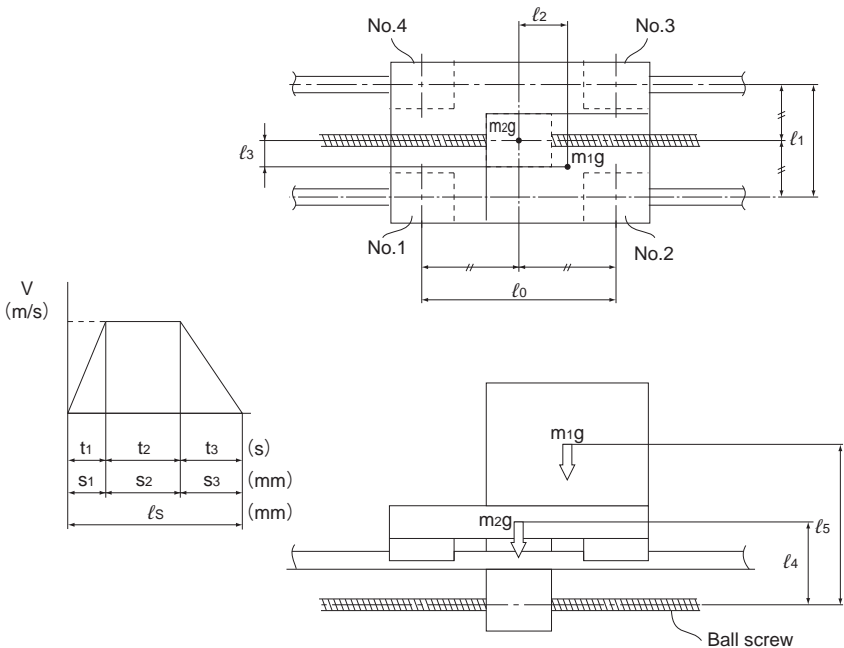 No.4
No.3
ℓ2
m2g
m1g
ℓ3
ℓ1
No.1
No.2
ℓ0
V
(m/s)
t1 t2 t3 (s)
s1 s2 s3 (mm)
ℓs (mm)
m1g
m2g
ℓ5
ℓ4
Ball screw